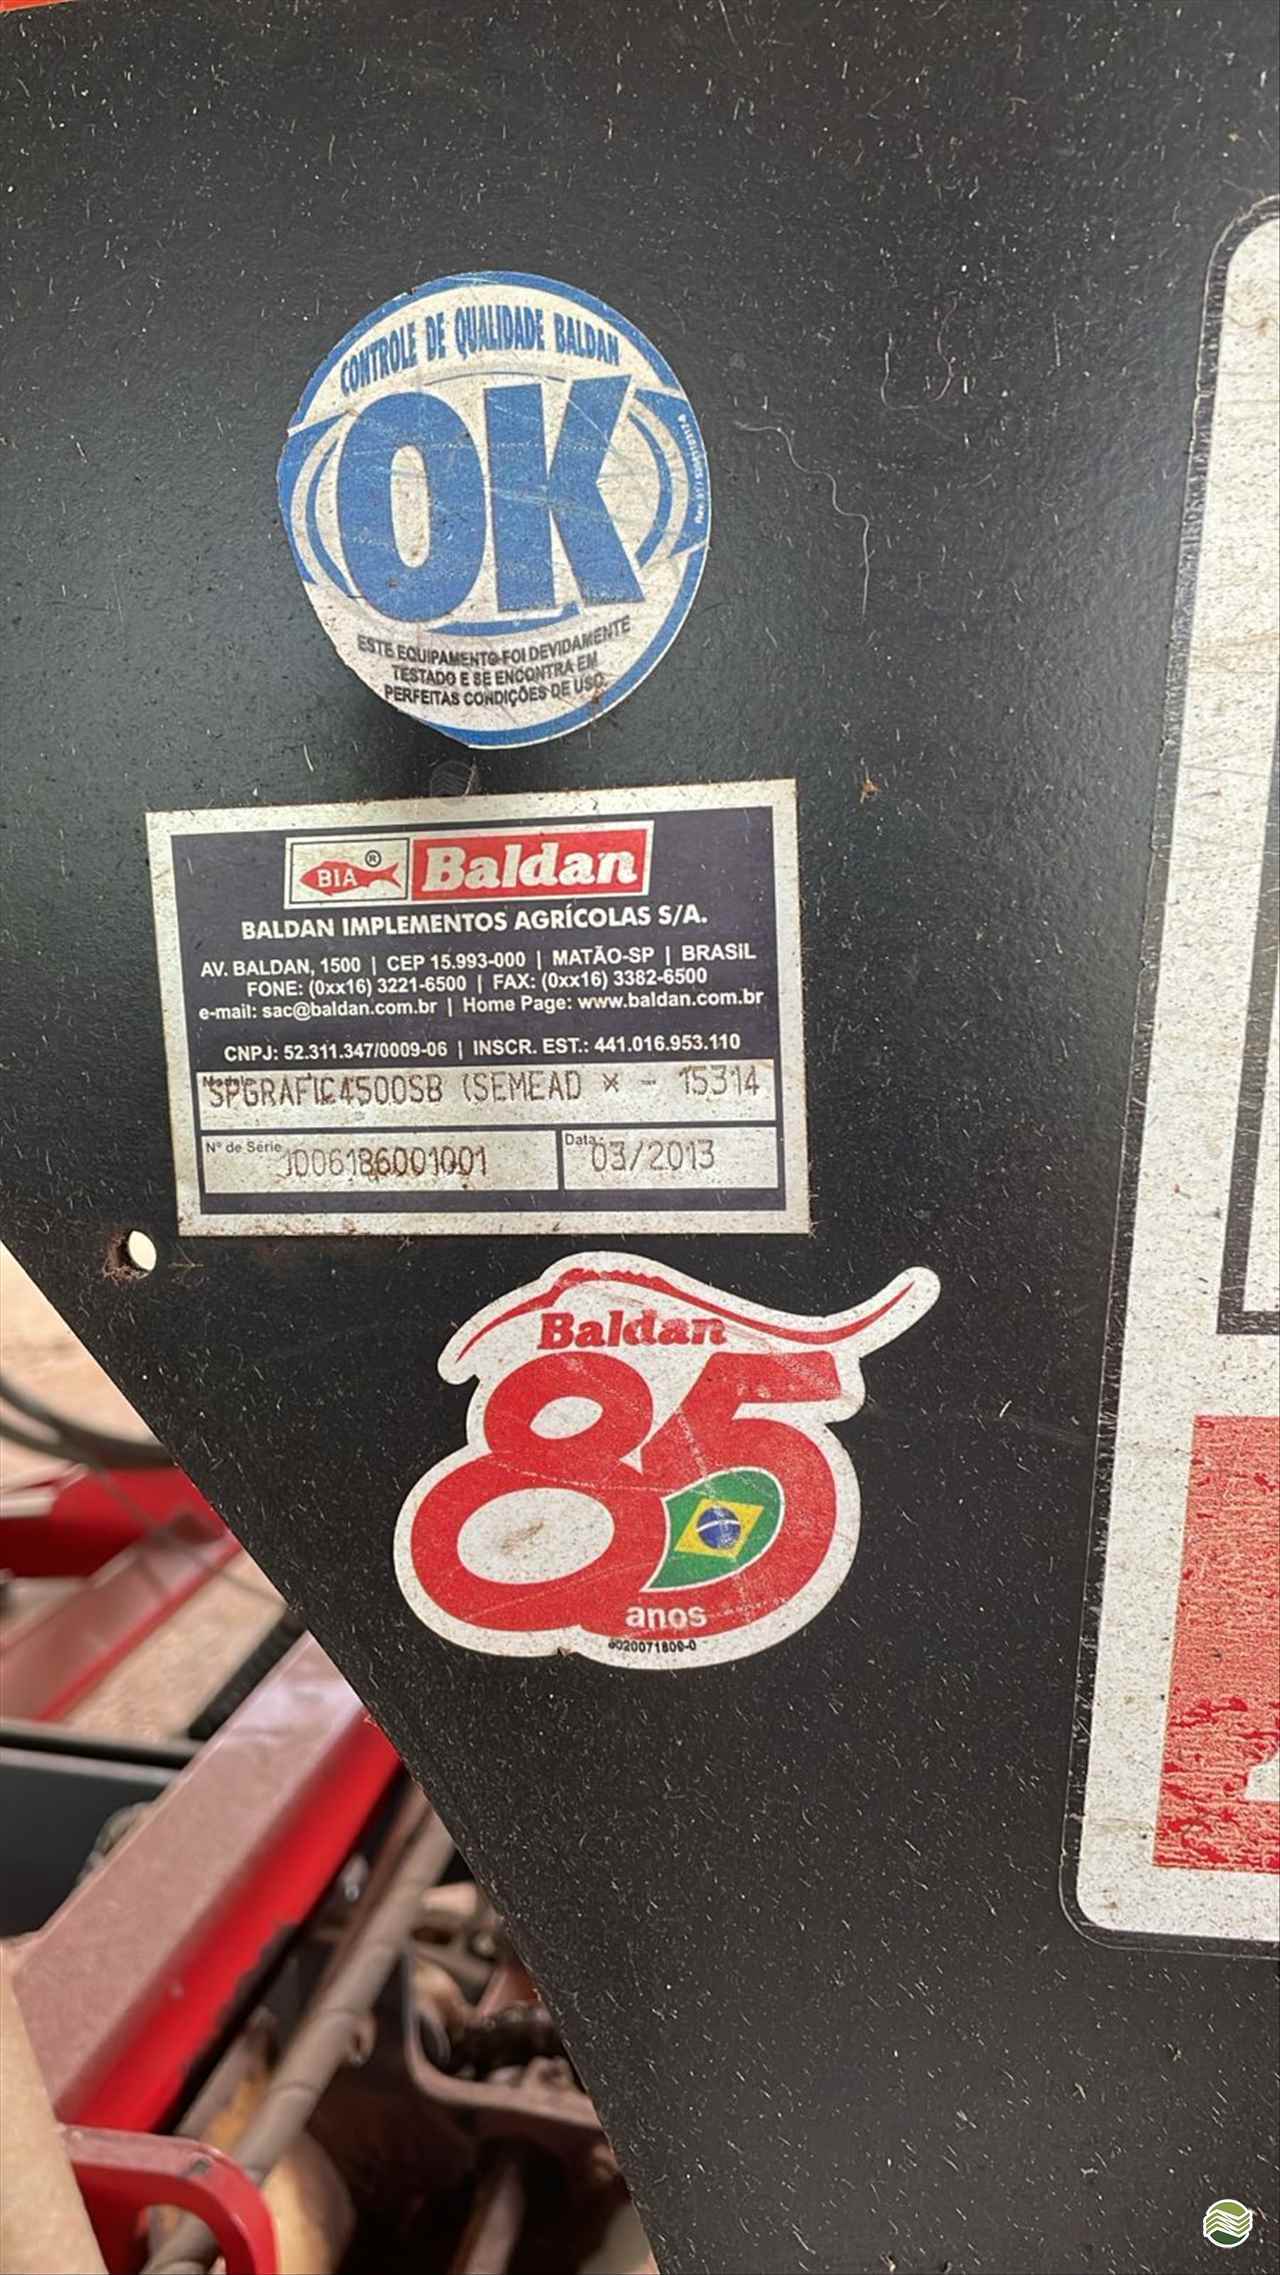 CONTROLE DE QUALIDADE BALDAN
OK
ESTE EQUIPAMENTO FOI DEVIDAMENTE
TESTADO E SE ENCONTRA EM
PERFEITAS CONDIÇÕES DE USO.
BIA ® Baldan
BALDAN IMPLEMENTOS AGRÍCOLAS S/A.
AV. BALDAN, 1500 | CEP 15.993-000 | MATÃO-SP | BRASIL
FONE: (0xx16) 3221-6500 | FAX: (0xx16) 3382-6500
e-mail: sac@baldan.com.br | Home Page: www.baldan.com.br
CNPJ: 52.311.347/0009-06 | INSCR. EST.: 441.016.953.110
SPGRAFIC4500SB (SEMEAD * - 15314
Nº de Série Data
03/2013
Baldan
85
anos